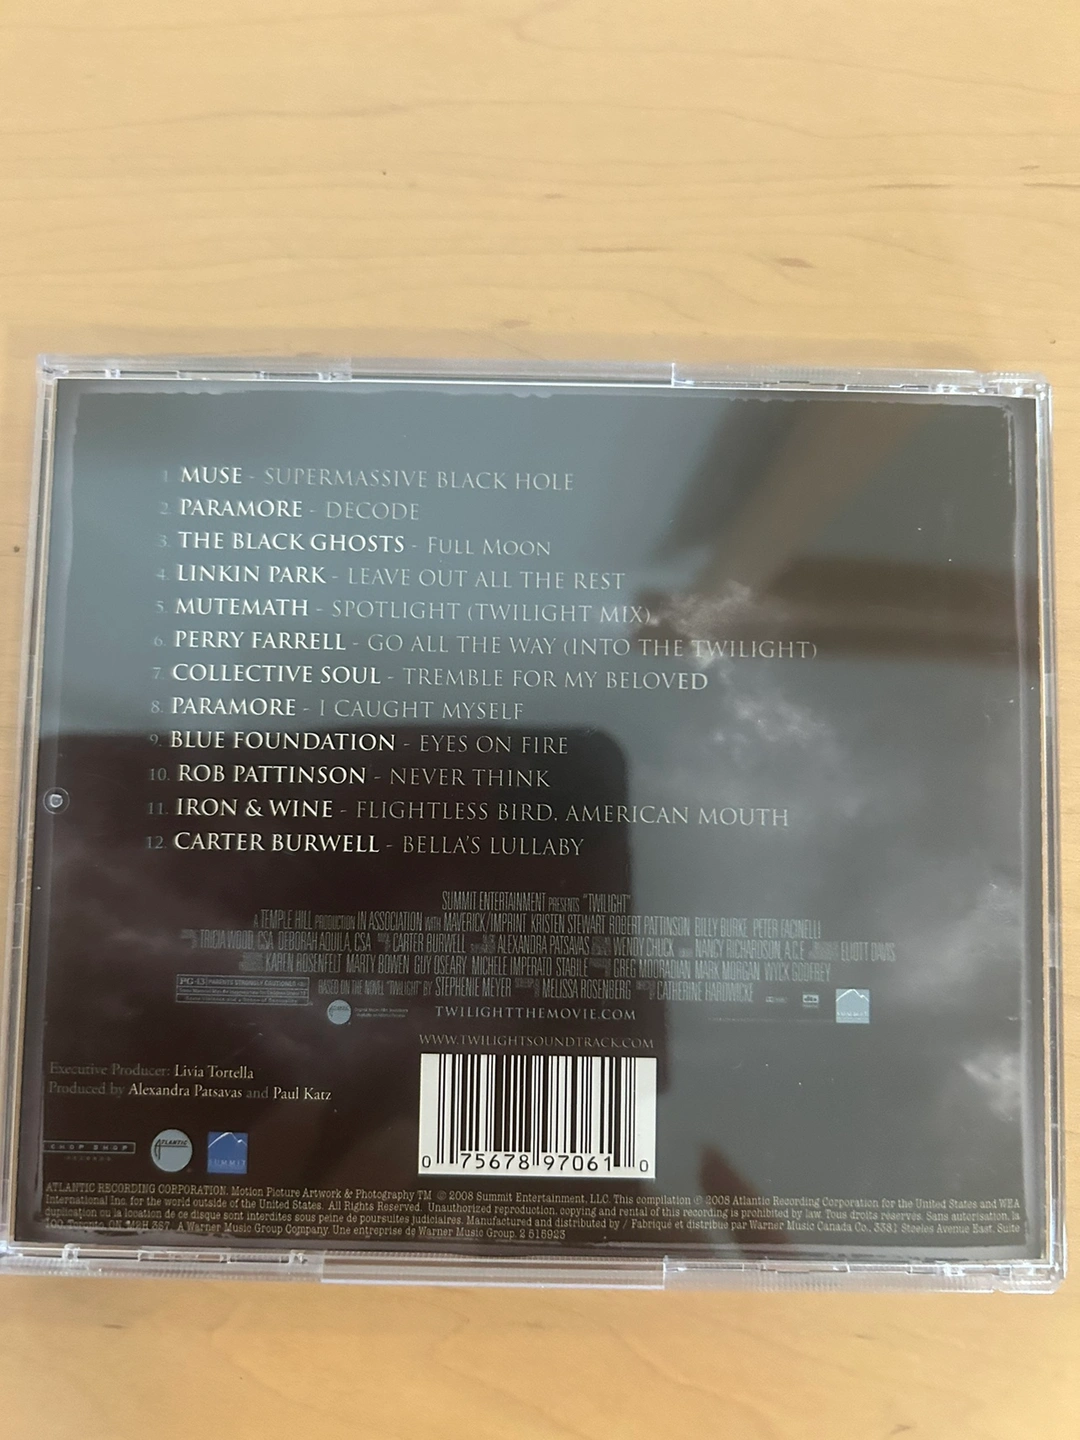 1. MUSE - SUPERMASSIVE BLACK HOLE
2. PARAMORE - DECODE
3. THE BLACK GHOSTS - FULL MOON
4. LINKIN PARK - LEAVE OUT ALL THE REST
5. MUTEMATH - SPOTLIGHT (TWILIGHT MIX)
6. PERRY FARRELL - GO ALL THE WAY (INTO THE TWILIGHT)
7. COLLECTIVE SOUL - TREMBLE FOR MY BELOVED
8. PARAMORE - I CAUGHT MYSELF
9. BLUE FOUNDATION - EYES ON FIRE
10. ROB PATTINSON - NEVER THINK
11. IRON & WINE - FLIGHTLESS BIRD, AMERICAN MOUTH
12. CARTER BURWELL - BELLA'S LULLABY
SUMMIT ENTERTAINMENT PRESENTS "TWILIGHT"
A TEMPLE HILL PRODUCTION IN ASSOCIATION WITH MAVERICK/IMPRINT KRISTEN STEWART ROBERT PATTINSON BILLY BURKE PETER FACINELLI
TRICIA WOOD, CSA DEBORAH AQUILA, CSA CARTER BURWELL ALEXANDRA PATSAVAS WENDY CHUCK NANCY RICHARDSON, A.C.E. ELLIOTT DAVIS
KAREN ROSENFELT MARTY BOWEN GUY OSEARY MICHELE IMPERATO STABILE GREG MOORADIAN MARK MORGAN WYCK GODFREY
PG-13 PARENTS STRONGLY CAUTIONED BASED ON THE NOVEL "TWILIGHT" BY STEPHENIE MEYER MELISSA ROSENBERG CATHERINE HARDWICKE
SUMMIT
TWILIGHTTHEMOVIE.COM
WWW.TWILIGHTSOUNDTRACK.COM
Executive Producer: Livia Tortella
Produced by Alexandra Patsavas and Paul Katz
CHOP SHOP RECORDS ATLANTIC SUMMIT
0 75678 97061 0
ATLANTIC RECORDING CORPORATION. Motion Picture Artwork & Photography TM © 2008 Summit Entertainment, LLC. This compilation ℗ 2008 Atlantic Recording Corporation for the United States and WEA
International Inc. for the world outside of the United States. All Rights Reserved. Unauthorized reproduction, copying and rental of this recording is prohibited by law. Tous droits réservés. Sans autorisation, la
duplication ou la location de ce disque sont interdites sous peine de poursuites judiciaires. Manufactured and distributed by / Fabriqué et distribué par Warner Music Canada Co., 3381 Steeles Avenue East, Suite
100 Toronto, ON M2H 3S7. A Warner Music Group Company. Une entreprise de Warner Music Group. 2 515923